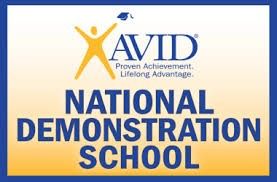 AVID®
Proven Achievement.
Lifelong Advantage.
NATIONAL
DEMONSTRATION
SCHOOL